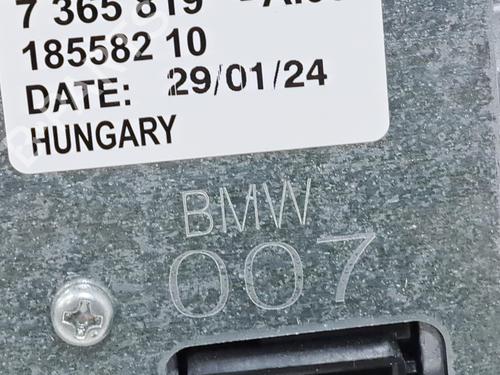 7 365 819
185582 10
DATE: 29/01/24
HUNGARY
BMW
007